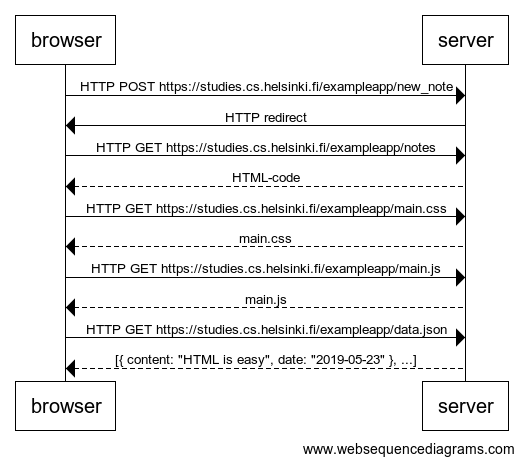 browser server
HTTP POST https://studies.cs.helsinki.fi/exampleapp/new_note
HTTP redirect
HTTP GET https://studies.cs.helsinki.fi/exampleapp/notes
HTML-code
HTTP GET https://studies.cs.helsinki.fi/exampleapp/main.css
main.css
HTTP GET https://studies.cs.helsinki.fi/exampleapp/main.js
main.js
HTTP GET https://studies.cs.helsinki.fi/exampleapp/data.json
[{ content: "HTML is easy", date: "2019-05-23" }, ...]
browser server
www.websequencediagrams.com